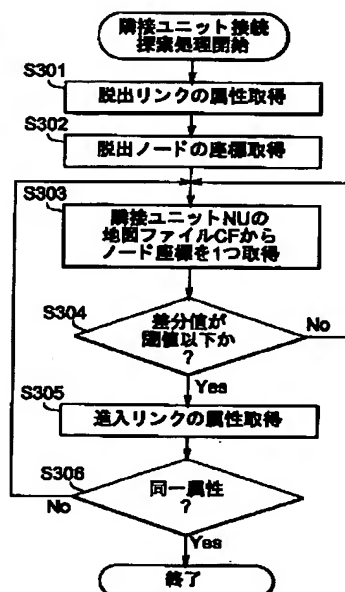 隣接ユニット接続
探索処理開始
S301
脱出リンクの属性取得
S302
脱出ノードの座標取得
S303
隣接ユニットNUの
地図ファイルCFから
ノード座標を1つ取得
S304
差分値が
閾値以下か
?
No
Yes
S305
進入リンクの属性取得
S306
同一属性
?
No
Yes
終了